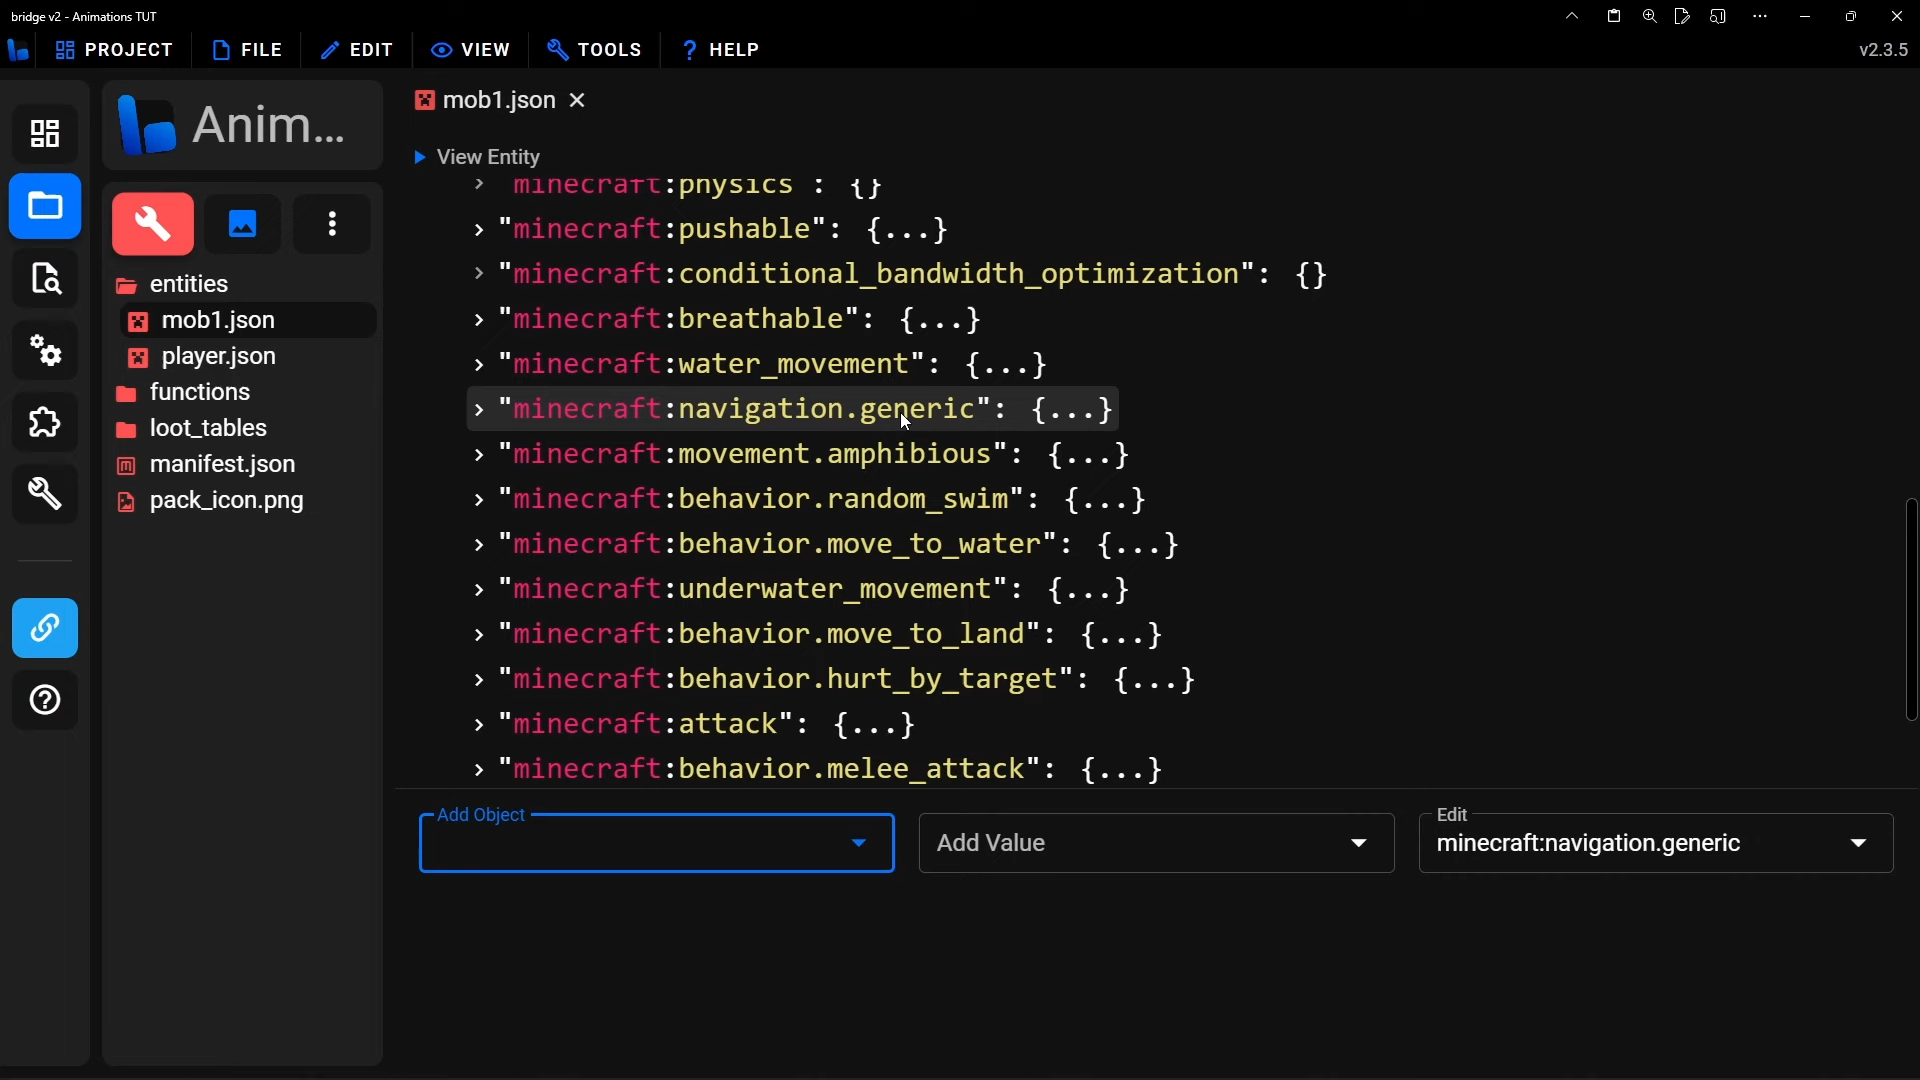 bridge v2 - Animations TUT
PROJECT FILE EDIT VIEW TOOLS HELP
v2.3.5
Anim...
entities
mob1.json
player.json
functions
loot_tables
manifest.json
pack_icon.png
mob1.json
View Entity
"minecraft:physics": {}
"minecraft:pushable": {...}
"minecraft:conditional_bandwidth_optimization": {}
"minecraft:breathable": {...}
"minecraft:water_movement": {...}
"minecraft:navigation.generic": {...}
"minecraft:movement.amphibious": {...}
"minecraft:behavior.random_swim": {...}
"minecraft:behavior.move_to_water": {...}
"minecraft:underwater_movement": {...}
"minecraft:behavior.move_to_land": {...}
"minecraft:behavior.hurt_by_target": {...}
"minecraft:attack": {...}
"minecraft:behavior.melee_attack": {...}
Add Object
Add Value
Edit
minecraft:navigation.generic